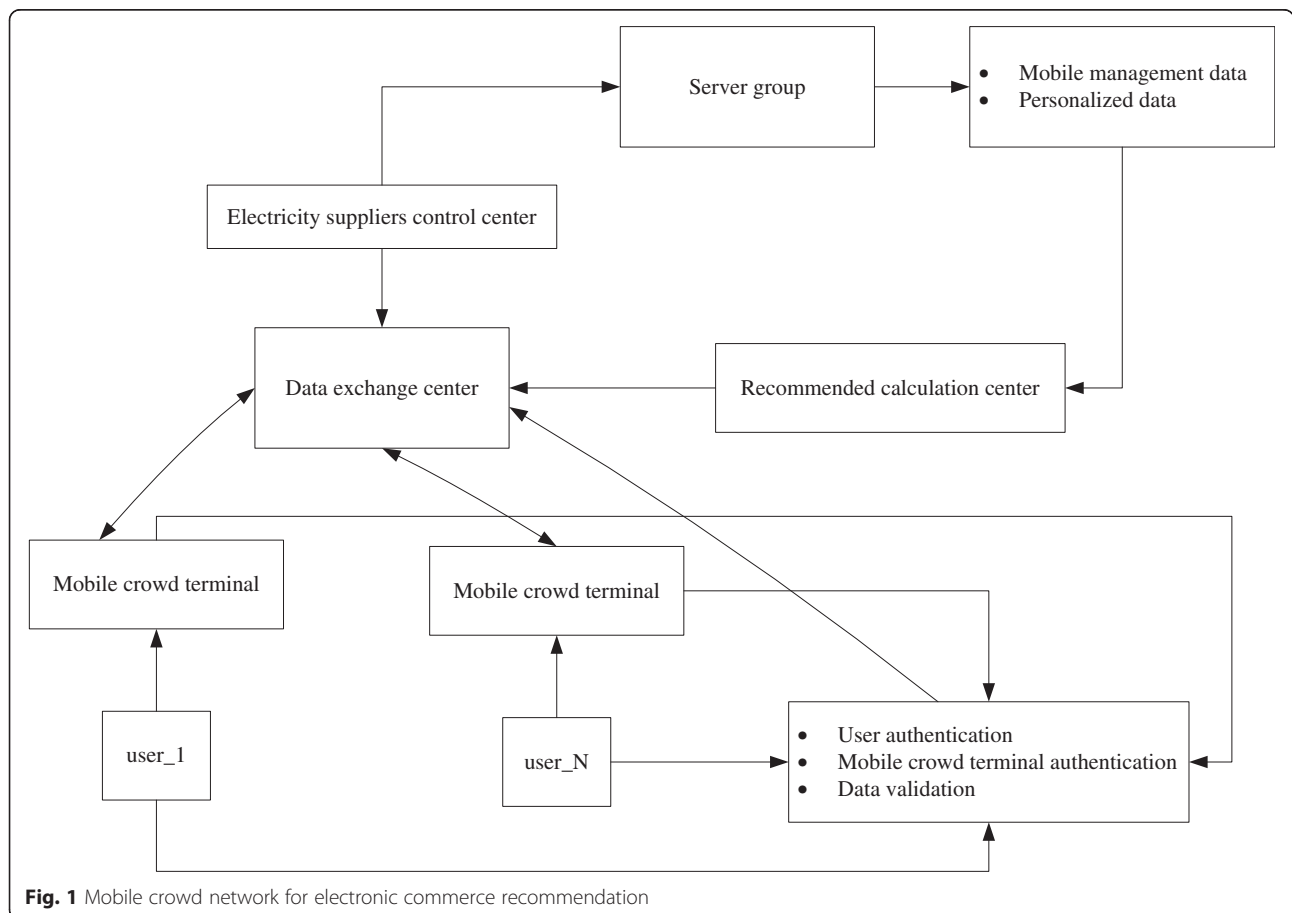 Server group
• Mobile management data
• Personalized data
Electricity suppliers control center
Data exchange center
Recommended calculation center
Mobile crowd terminal
Mobile crowd terminal
user_1
user_N
• User authentication
• Mobile crowd terminal authentication
• Data validation
Fig. 1 Mobile crowd network for electronic commerce recommendation